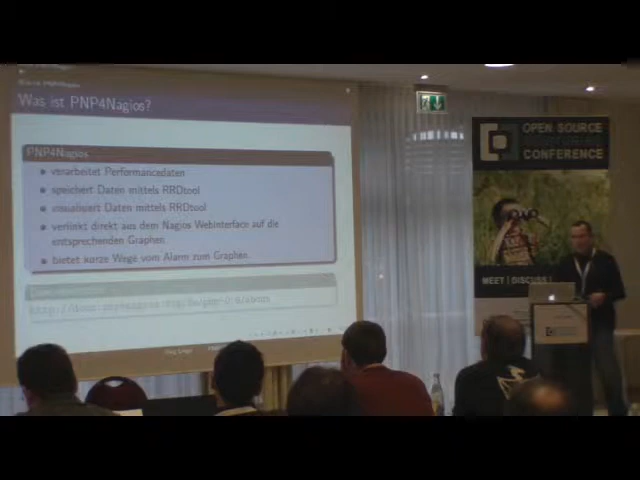 Was ist PNP4Nagios?
PNP4Nagios
verarbeitet Performancedaten
speichert Daten mittels RRDtool
visualisiert Daten mittels RRDtool
verlinkt direkt aus dem Nagios Webinterface auf die
entsprechenden Graphen
bietet kurze Wege vom Alarm zum Graphen
OPEN SOURCE
CONFERENCE
MEET | DISCUSS |